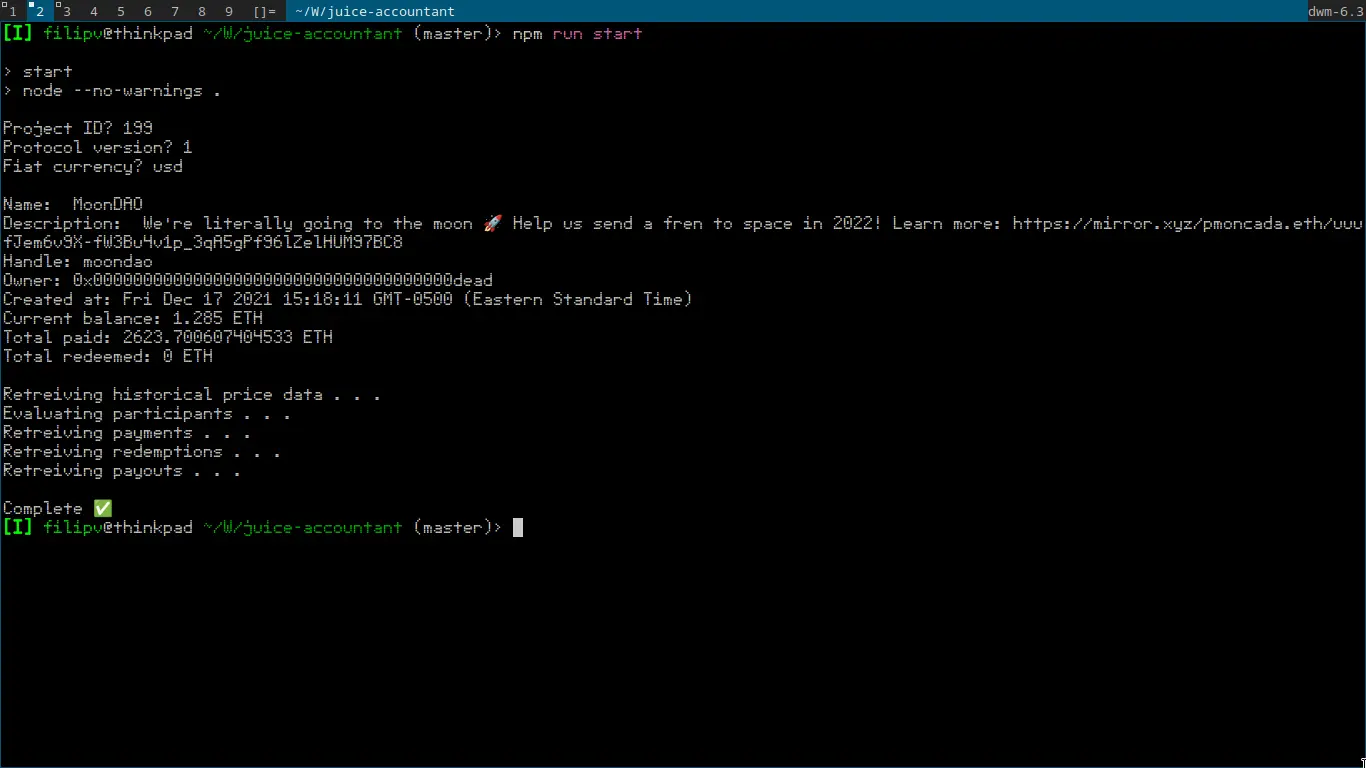 1 2 3 4 5 6 7 8 9 []= ~/W/juice-accountant dwm-6.3
[I] filipv@thinkpad ~/W/juice-accountant (master)> npm run start
> start
> node --no-warnings .
Project ID? 199
Protocol version? 1
Fiat currency? usd
Name:  MoonDAO
Description:  We're literally going to the moon 🚀 Help us send a fren to space in 2022! Learn more: https://mirror.xyz/pmoncada.eth/uuu
fJem6v9X-fW3Bu4v1p_3qA5gPf96lZelHUM97BC8
Handle: moondao
Owner: 0x000000000000000000000000000000000000dead
Created at: Fri Dec 17 2021 15:18:11 GMT-0500 (Eastern Standard Time)
Current balance: 1.285 ETH
Total paid: 2623.700607404533 ETH
Total redeemed: 0 ETH
Retreiving historical price data . . .
Evaluating participants . . .
Retreiving payments . . .
Retreiving redemptions . . .
Retreiving payouts . . .
Complete ✅
[I] filipv@thinkpad ~/W/juice-accountant (master)>